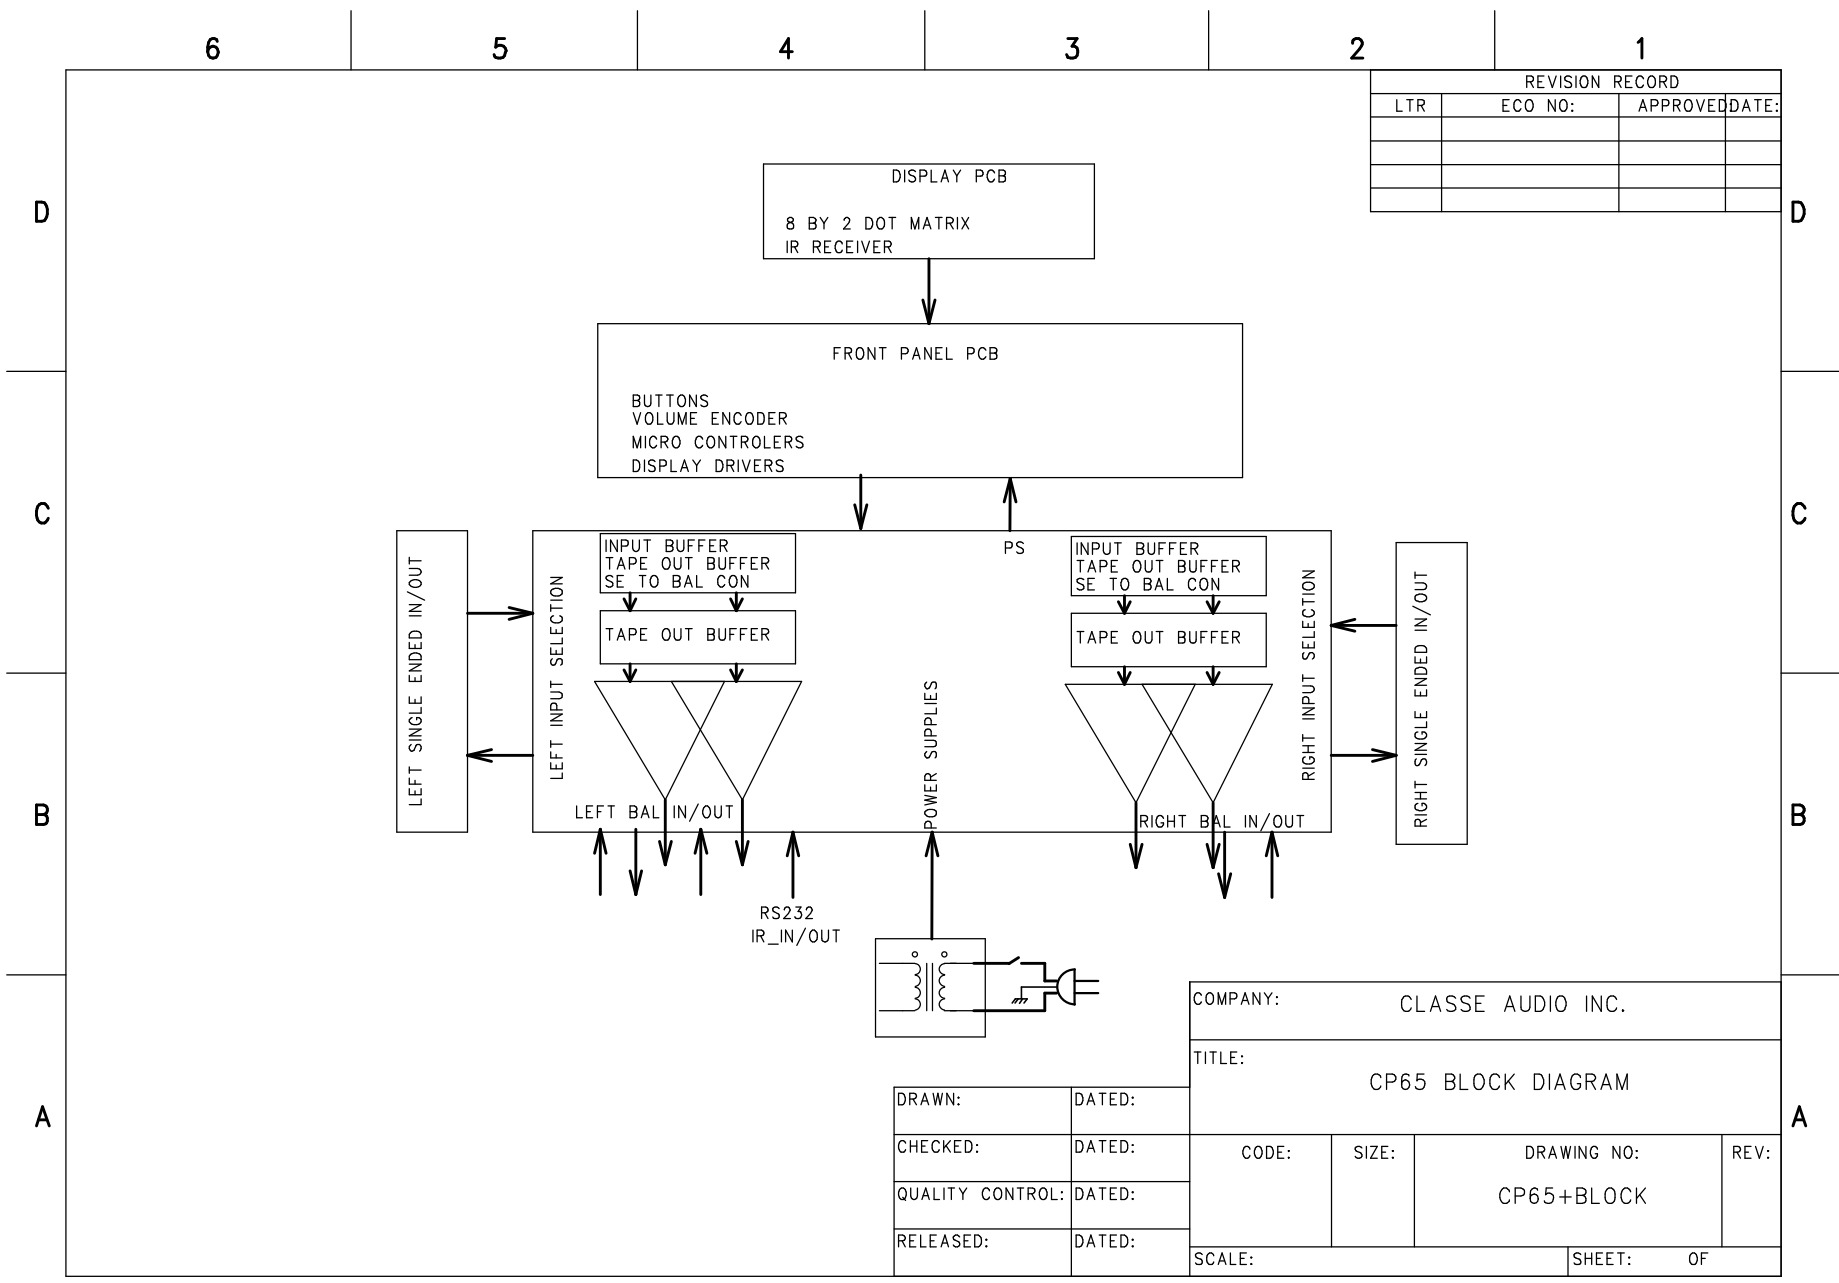 6 5 4 3 2 1
REVISION RECORD
LTR ECO NO: APPROVED: DATE:
D D
DISPLAY PCB
8 BY 2 DOT MATRIX
IR RECEIVER
FRONT PANEL PCB
BUTTONS
VOLUME ENCODER
MICRO CONTROLERS
DISPLAY DRIVERS
C C
PS
LEFT SINGLE ENDED IN/OUT
LEFT INPUT SELECTION
INPUT BUFFER
TAPE OUT BUFFER
SE TO BAL CON
TAPE OUT BUFFER
LEFT BAL IN/OUT
POWER SUPPLIES
INPUT BUFFER
TAPE OUT BUFFER
SE TO BAL CON
TAPE OUT BUFFER
RIGHT BAL IN/OUT
RIGHT INPUT SELECTION
RIGHT SINGLE ENDED IN/OUT
B B
RS232
IR_IN/OUT
COMPANY: CLASSE AUDIO INC.
TITLE:
CP65 BLOCK DIAGRAM
A A
DRAWN: DATED:
CHECKED: DATED:
QUALITY CONTROL: DATED:
RELEASED: DATED:
CODE: SIZE: DRAWING NO: REV:
CP65+BLOCK
SCALE: SHEET: OF